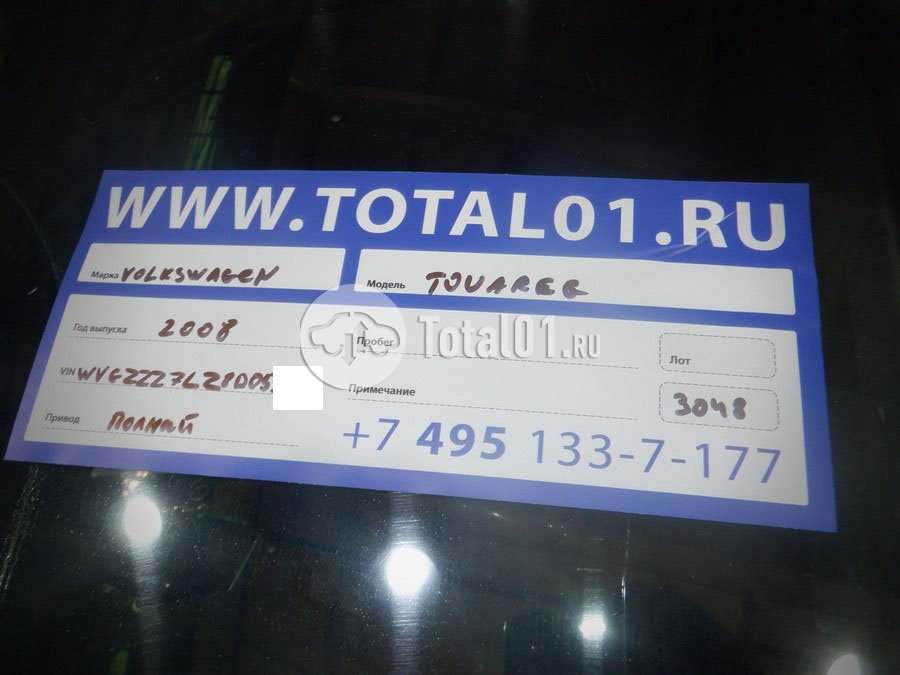 WWW.TOTAL01.RU
Марка VOLKSWAGEN Модель TOUAREG
Год выпуска 2008 Пробег Лот
Total01.RU
VIN WVGZZZ7LZ8D05 Примечание 3048
Привод Полный
+7 495 133-7-177